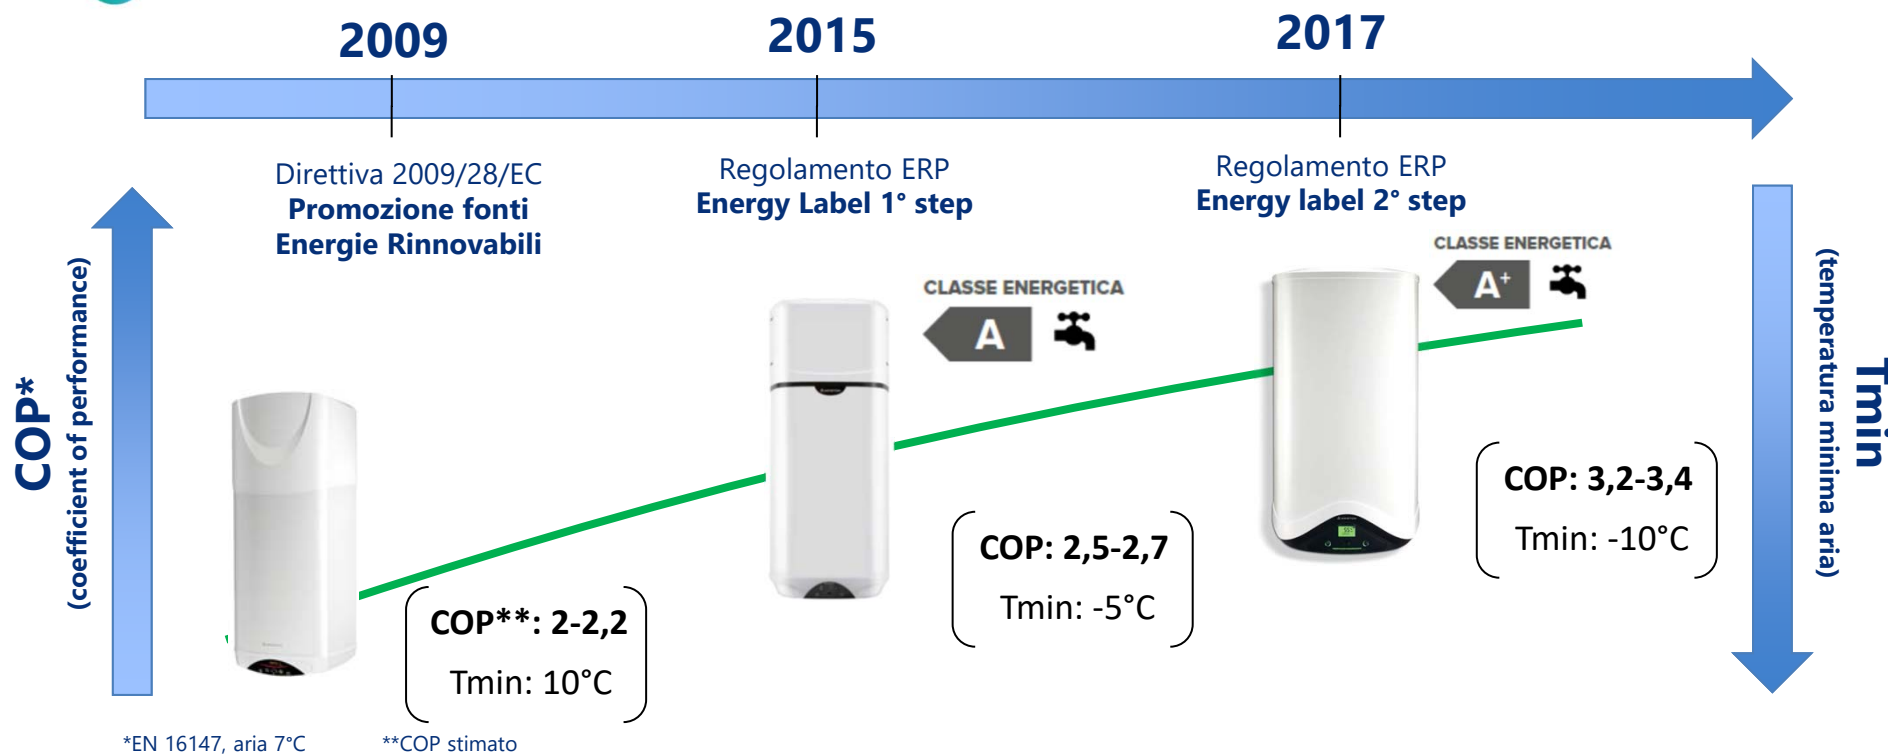 2009
2015
2017
Direttiva 2009/28/EC
Promozione fonti
Energie Rinnovabili
Regolamento ERP
Energy Label 1° step
Regolamento ERP
Energy label 2° step
CLASSE ENERGETICA
A+
CLASSE ENERGETICA
A
COP*
(coefficient of performance)
Tmin
(temperatura minima aria)
COP: 3,2-3,4
Tmin: -10°C
COP: 2,5-2,7
Tmin: -5°C
COP**: 2-2,2
Tmin: 10°C
*EN 16147, aria 7°C
**COP stimato